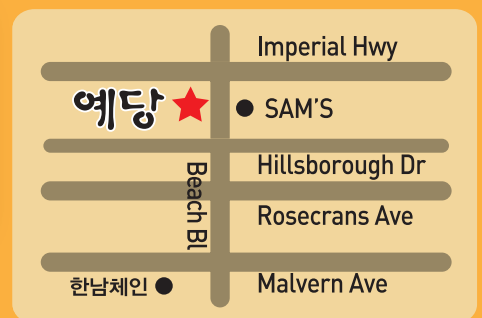 Imperial Hwy
예당
SAM'S
Hillsborough Dr
Beach Bl
Rosecrans Ave
한남체인
Malvern Ave